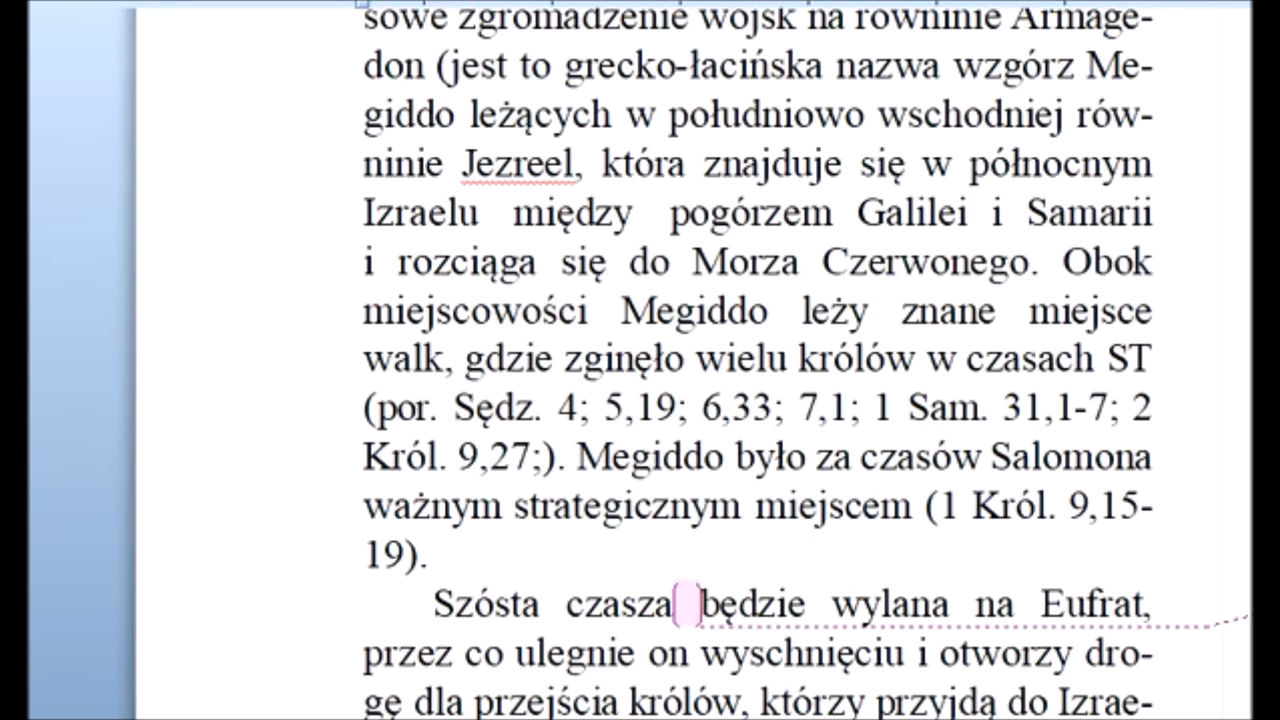 sowe zgromadzenie wojsk na równinie Armage-
don (jest to grecko-łacińska nazwa wzgórz Me-
giddo leżących w południowo wschodniej rów-
ninie Jezreel, która znajduje się w północnym
Izraelu między pogórzem Galilei i Samarii
i rozciąga się do Morza Czerwonego. Obok
miejscowości Megiddo leży znane miejsce
walk, gdzie zginęło wielu królów w czasach ST
(por. Sędz. 4; 5,19; 6,33; 7,1; 1 Sam. 31,1-7; 2
Król. 9,27;). Megiddo było za czasów Salomona
ważnym strategicznym miejscem (1 Król. 9,15-
19).
Szósta czasza będzie wylana na Eufrat,
przez co ulegnie on wyschnięciu i otworzy dro-
gę dla przejścia królów, którzy przyjdą do Izrae-